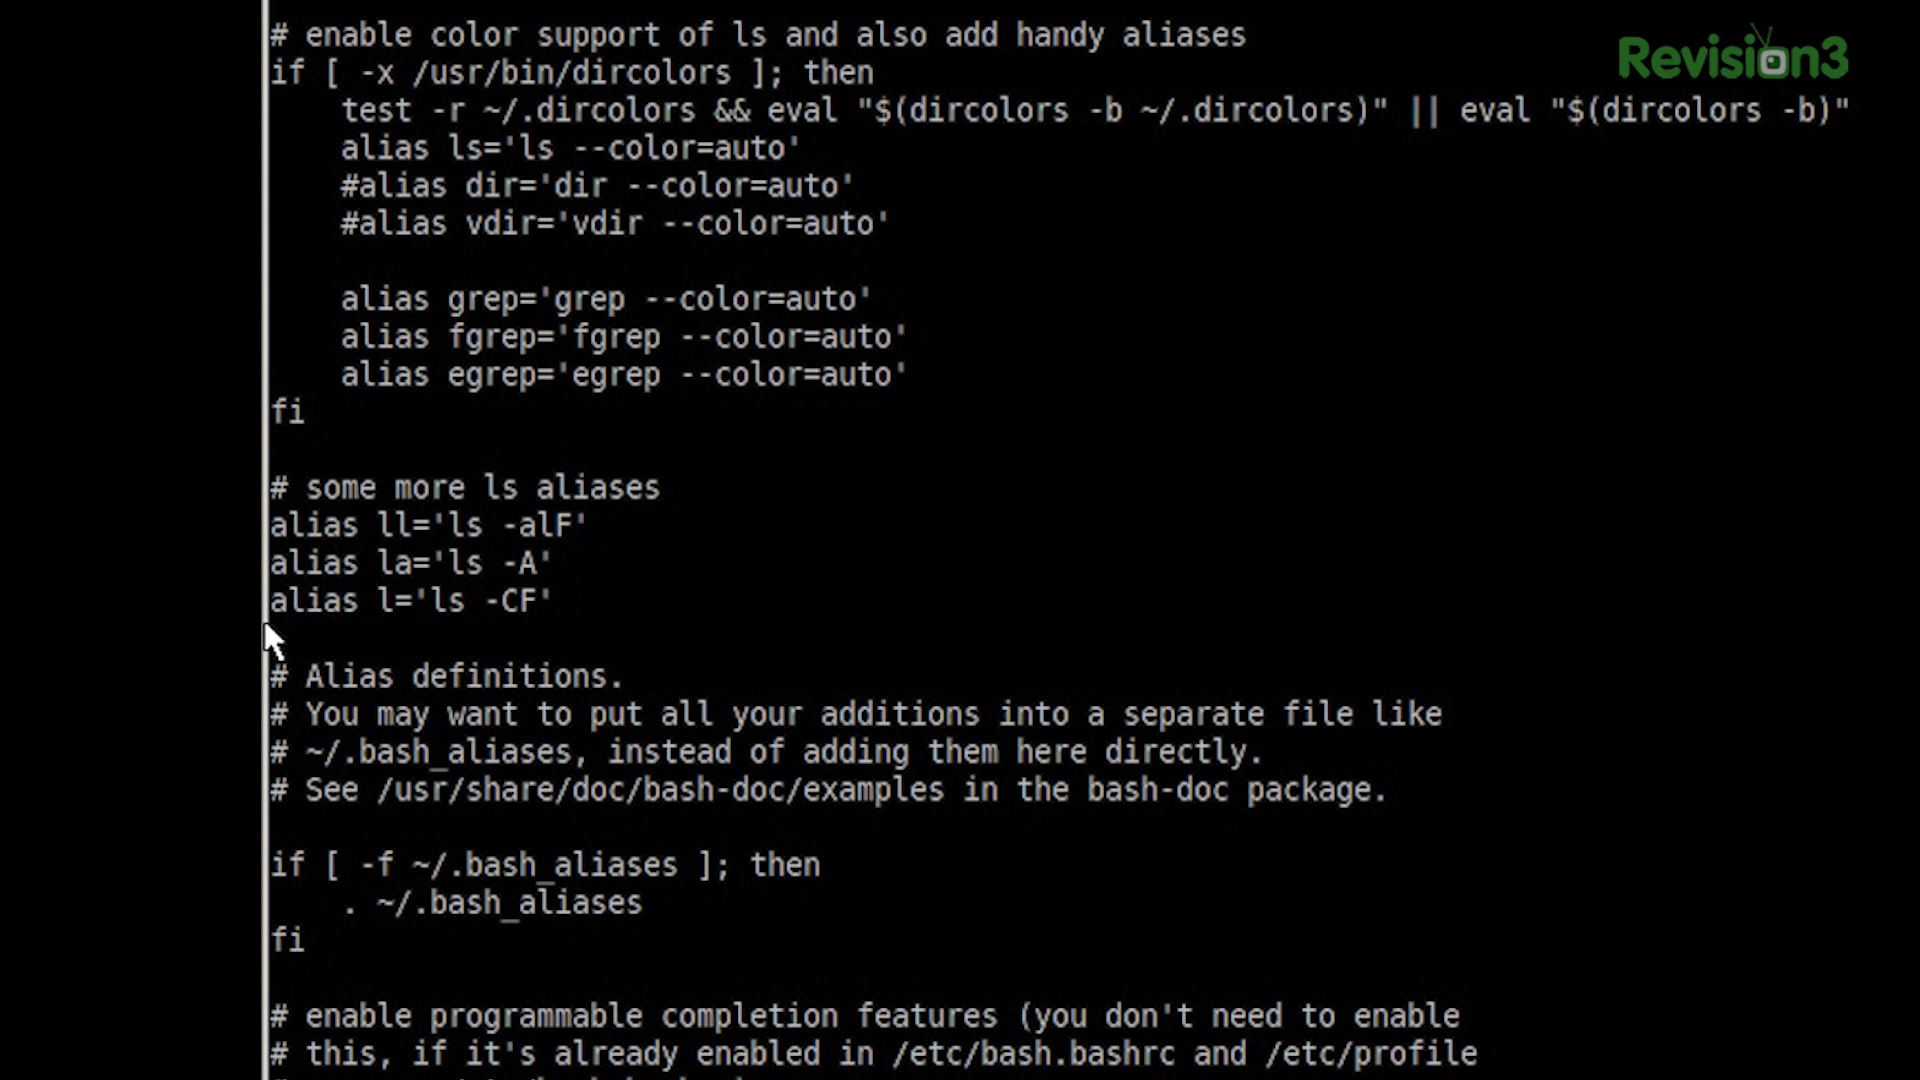 # enable color support of ls and also add handy aliases
Revision3
if [ -x /usr/bin/dircolors ]; then
    test -r ~/.dircolors && eval "$(dircolors -b ~/.dircolors)" || eval "$(dircolors -b)"
    alias ls='ls --color=auto'
    #alias dir='dir --color=auto'
    #alias vdir='vdir --color=auto'

    alias grep='grep --color=auto'
    alias fgrep='fgrep --color=auto'
    alias egrep='egrep --color=auto'
fi

# some more ls aliases
alias ll='ls -alF'
alias la='ls -A'
alias l='ls -CF'

# Alias definitions.
# You may want to put all your additions into a separate file like
# ~/.bash_aliases, instead of adding them here directly.
# See /usr/share/doc/bash-doc/examples in the bash-doc package.

if [ -f ~/.bash_aliases ]; then
    . ~/.bash_aliases
fi

# enable programmable completion features (you don't need to enable
# this, if it's already enabled in /etc/bash.bashrc and /etc/profile